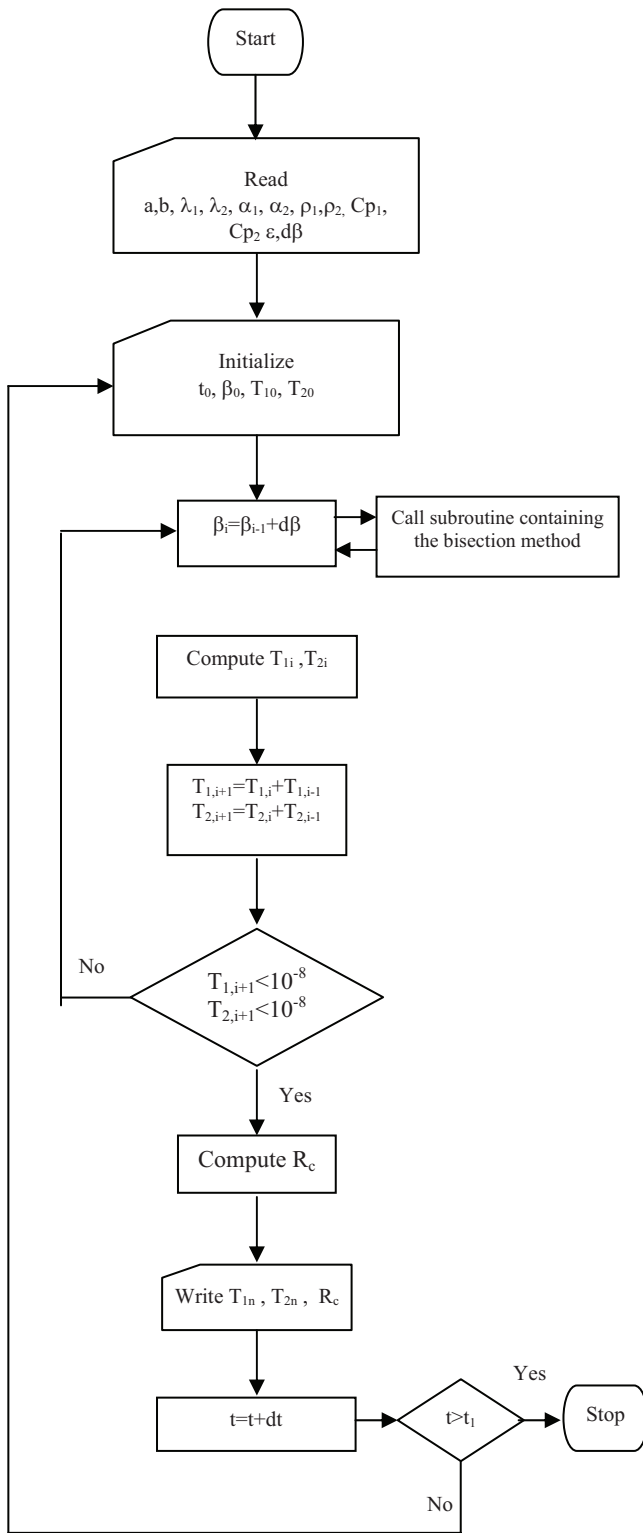 Start
Read
a,b, λ₁, λ₂, α₁, α₂, ρ₁,ρ₂, Cp₁,
Cp₂ ε,dβ
Initialize
t₀, β₀, T₁₀, T₂₀
βᵢ=βᵢ₋₁+dβ
Call subroutine containing
the bisection method
Compute T₁ᵢ ,T₂ᵢ
T₁,ᵢ₊₁=T₁,ᵢ+T₁,ᵢ₋₁
T₂,ᵢ₊₁=T₂,ᵢ+T₂,ᵢ₋₁
No
T₁,ᵢ₊₁<10⁻⁸
T₂,ᵢ₊₁<10⁻⁸
Yes
Compute R_c
Write T₁ₙ , T₂ₙ , R_c
Yes
t=t+dt
t>t₁
Stop
No